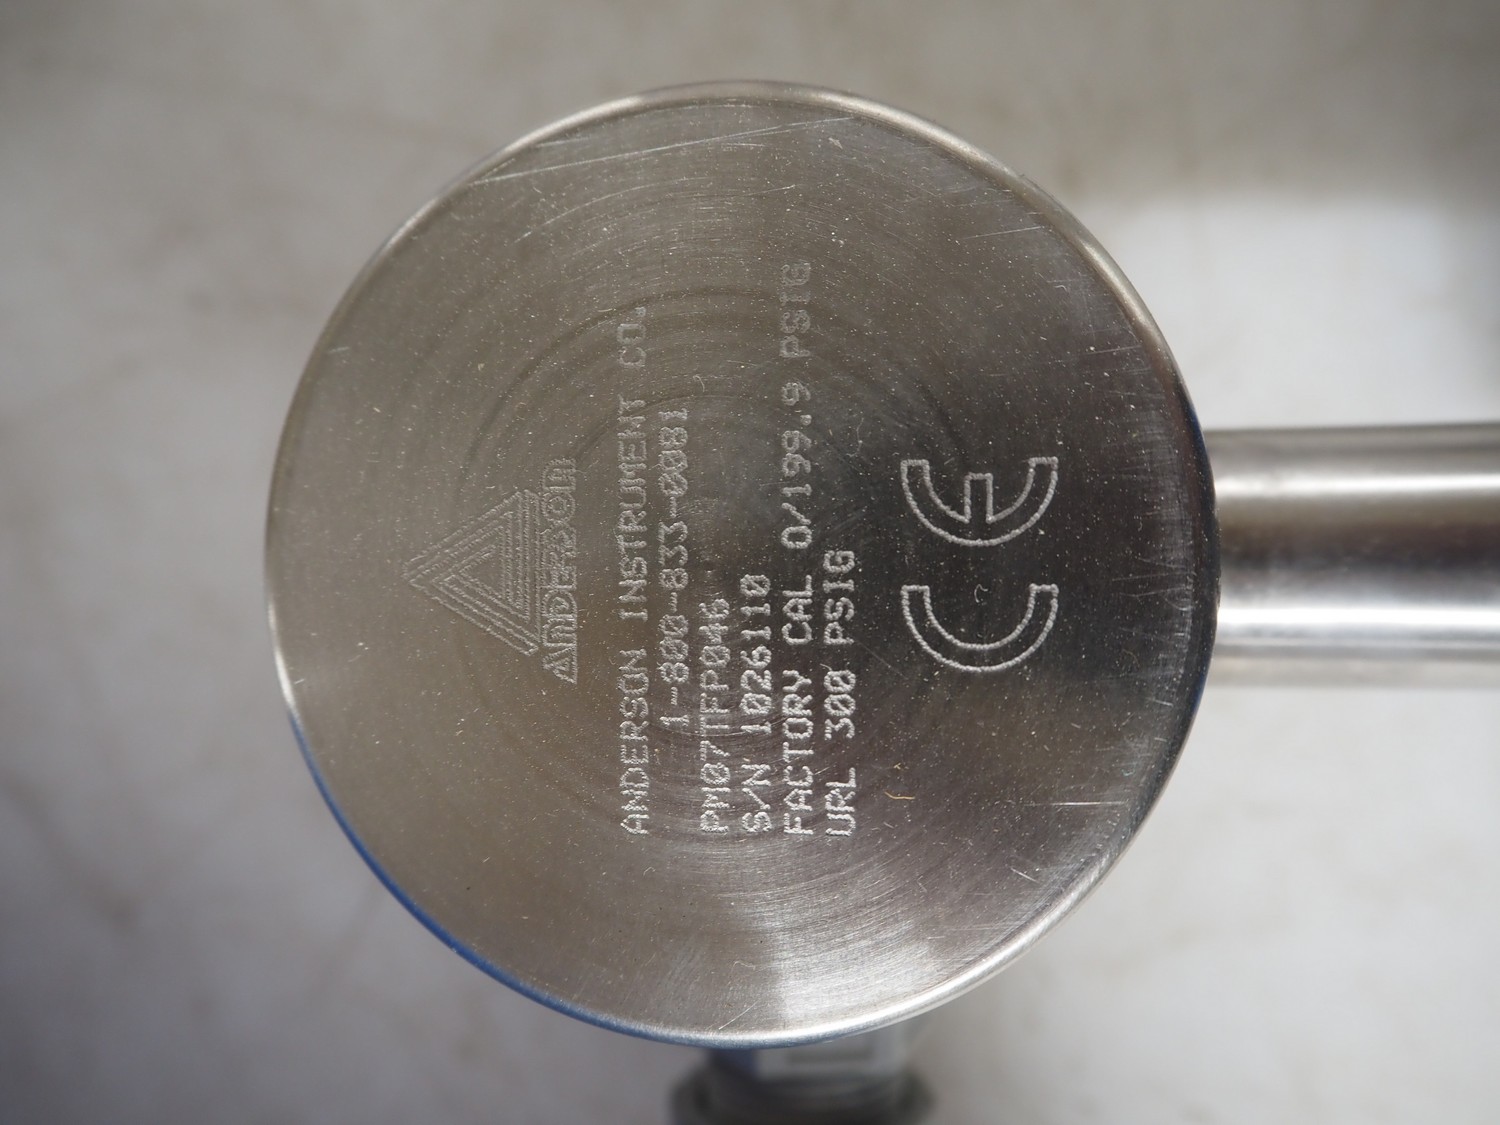 ANDERSON
ANDERSON INSTRUMENT CO.
1-800-833-0081
PM07TFP046
S/N 1026110
FACTORY CAL 0/199.9 PSIG
URL 300 PSIG
CE